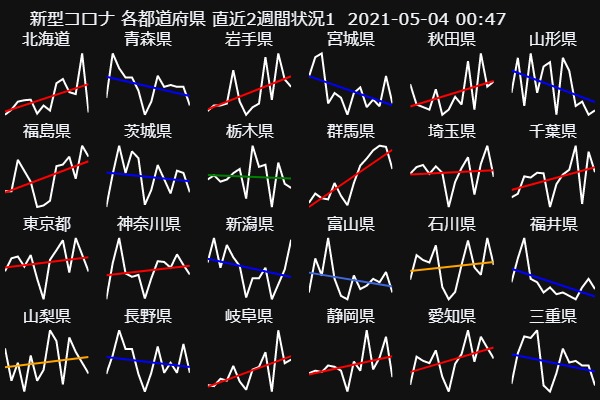 新型コロナ 各都道府県 直近2週間状況1 2021-05-04 00:47
北海道 青森県 岩手県 宮城県 秋田県 山形県
福島県 茨城県 栃木県 群馬県 埼玉県 千葉県
東京都 神奈川県 新潟県 富山県 石川県 福井県
山梨県 長野県 岐阜県 静岡県 愛知県 三重県